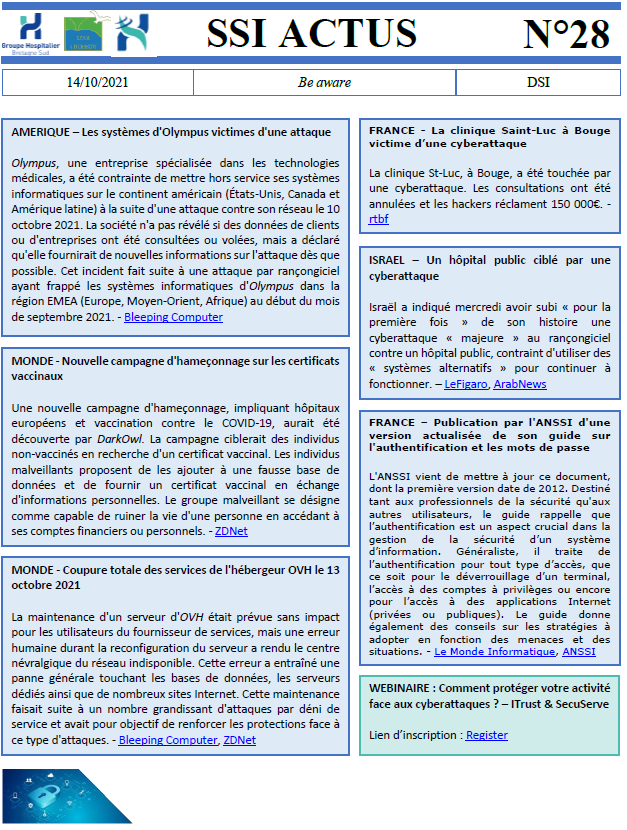 Groupe Hospitalier
Bretagne Sud
SSI ACTUS
N°28
14/10/2021
Be aware
DSI
AMERIQUE – Les systèmes d'Olympus victimes d'une attaque
Olympus, une entreprise spécialisée dans les technologies
médicales, a été contrainte de mettre hors service ses systèmes
informatiques sur le continent américain (États-Unis, Canada et
Amérique latine) à la suite d'une attaque contre son réseau le 10
octobre 2021. La société n'a pas révélé si des données de clients
ou d'entreprises ont été consultées ou volées, mais a déclaré
qu'elle fournirait de nouvelles informations sur l'attaque dès que
possible. Cet incident fait suite à une attaque par rançongiciel
ayant frappé les systèmes informatiques d'Olympus dans la
région EMEA (Europe, Moyen-Orient, Afrique) au début du mois
de septembre 2021. - Bleeping Computer
MONDE - Nouvelle campagne d'hameçonnage sur les certificats
vaccinaux
Une nouvelle campagne d'hameçonnage, impliquant hôpitaux
européens et vaccination contre le COVID-19, aurait été
découverte par DarkOwl. La campagne ciblerait des individus
non-vaccinés en recherche d'un certificat vaccinal. Les individus
malveillants proposent de les ajouter à une fausse base de
données et de fournir un certificat vaccinal en échange
d'informations personnelles. Le groupe malveillant se désigne
comme capable de ruiner la vie d'une personne en accédant à
ses comptes financiers ou personnels. - ZDNet
MONDE - Coupure totale des services de l'hébergeur OVH le 13
octobre 2021
La maintenance d'un serveur d'OVH était prévue sans impact
pour les utilisateurs du fournisseur de services, mais une erreur
humaine durant la reconfiguration du serveur a rendu le centre
névralgique du réseau indisponible. Cette erreur a entraîné une
panne générale touchant les bases de données, les serveurs
dédiés ainsi que de nombreux sites Internet. Cette maintenance
faisait suite à un nombre grandissant d'attaques par déni de
service et avait pour objectif de renforcer les protections face à
ce type d'attaques. - Bleeping Computer, ZDNet
FRANCE - La clinique Saint-Luc à Bouge
victime d'une cyberattaque
La clinique St-Luc, à Bouge, a été touchée par
une cyberattaque. Les consultations ont été
annulées et les hackers réclament 150 000€. -
rtbf
ISRAEL – Un hôpital public ciblé par une
cyberattaque
Israël a indiqué mercredi avoir subi « pour la
première fois » de son histoire une
cyberattaque « majeure » au rançongiciel
contre un hôpital public, contraint d'utiliser des
« systèmes alternatifs » pour continuer à
fonctionner. – LeFigaro, ArabNews
FRANCE – Publication par l'ANSSI d'une
version actualisée de son guide sur
l'authentification et les mots de passe
L'ANSSI vient de mettre à jour ce document,
dont la première version date de 2012. Destiné
tant aux professionnels de la sécurité qu'aux
autres utilisateurs, le guide rappelle que
l'authentification est un aspect crucial dans la
gestion de la sécurité d'un système
d'information. Généraliste, il traite de
l'authentification pour tout type d'accès, que
ce soit pour le déverrouillage d'un terminal,
l'accès à des comptes à privilèges ou encore
pour l'accès à des applications Internet
(privées ou publiques). Le guide donne
également des conseils sur les stratégies à
adopter en fonction des menaces et des
situations. - Le Monde Informatique, ANSSI
WEBINAIRE : Comment protéger votre activité
face aux cyberattaques ? – ITrust & SecuServe
Lien d'inscription : Register